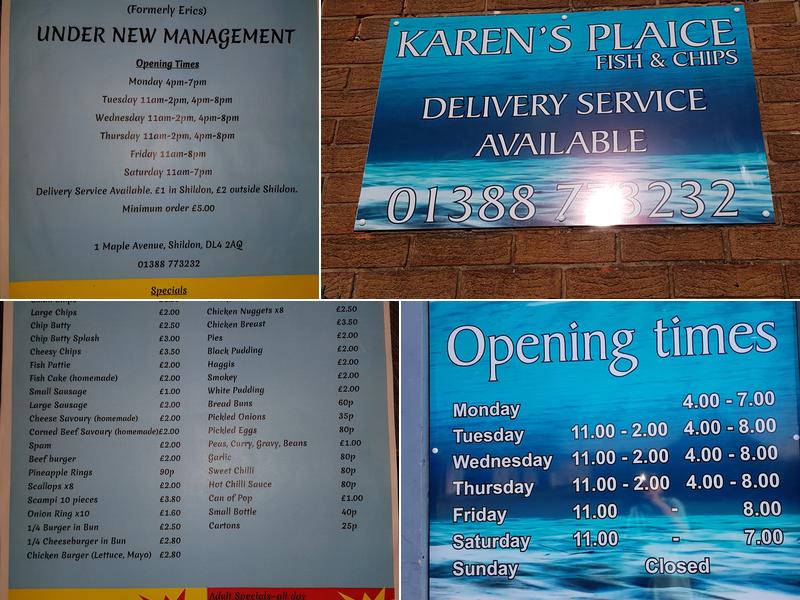 (Formerly Erics)
UNDER NEW MANAGEMENT
Opening Times
Monday 4pm-7pm
Tuesday 11am-2pm, 4pm-8pm
Wednesday 11am-2pm, 4pm-8pm
Thursday 11am-2pm, 4pm-8pm
Friday 11am-8pm
Saturday 11am-7pm
Delivery Service Available. £1 in Shildon, £2 outside Shildon.
Minimum order £5.00
1 Maple Avenue, Shildon, DL4 2AQ
01388 773232
Specials
KAREN'S PLAICE
FISH & CHIPS
DELIVERY SERVICE
AVAILABLE
01388 773232
Large Chips £2.00
Chip Butty £2.50
Chip Butty Splash £3.00
Cheesy Chips £3.50
Fish Pattie £2.00
Fish Cake (homemade) £2.00
Small Sausage £1.00
Large Sausage £2.00
Cheese Savoury (homemade) £2.00
Corned Beef Savoury (homemade)£2.00
Spam £2.00
Beef burger £2.00
Pineapple Rings 90p
Scallops x8 £2.00
Scampi 10 pieces £3.80
Onion Ring x10 £1.60
1/4 Burger in Bun £2.50
1/4 Cheeseburger in Bun £2.80
Chicken Burger (Lettuce, Mayo) £2.80
Chicken Nuggets x8 £2.50
Chicken Breast £3.50
Pies £2.00
Black Pudding £2.00
Haggis £2.00
Smokey £2.00
White Pudding £2.00
Bread Buns 60p
Pickled Onions 35p
Pickled Eggs 80p
Peas, Curry, Gravy, Beans £1.00
Garlic 80p
Sweet Chilli 80p
Hot Chilli Sauce 80p
Can of Pop £1.00
Small Bottle 40p
Cartons 25p
Adult Specials-all day
Opening times
Monday 4.00 - 7.00
Tuesday 11.00 - 2.00 4.00 - 8.00
Wednesday 11.00 - 2.00 4.00 - 8.00
Thursday 11.00 - 2.00 4.00 - 8.00
Friday 11.00 - 8.00
Saturday 11.00 - 7.00
Sunday Closed